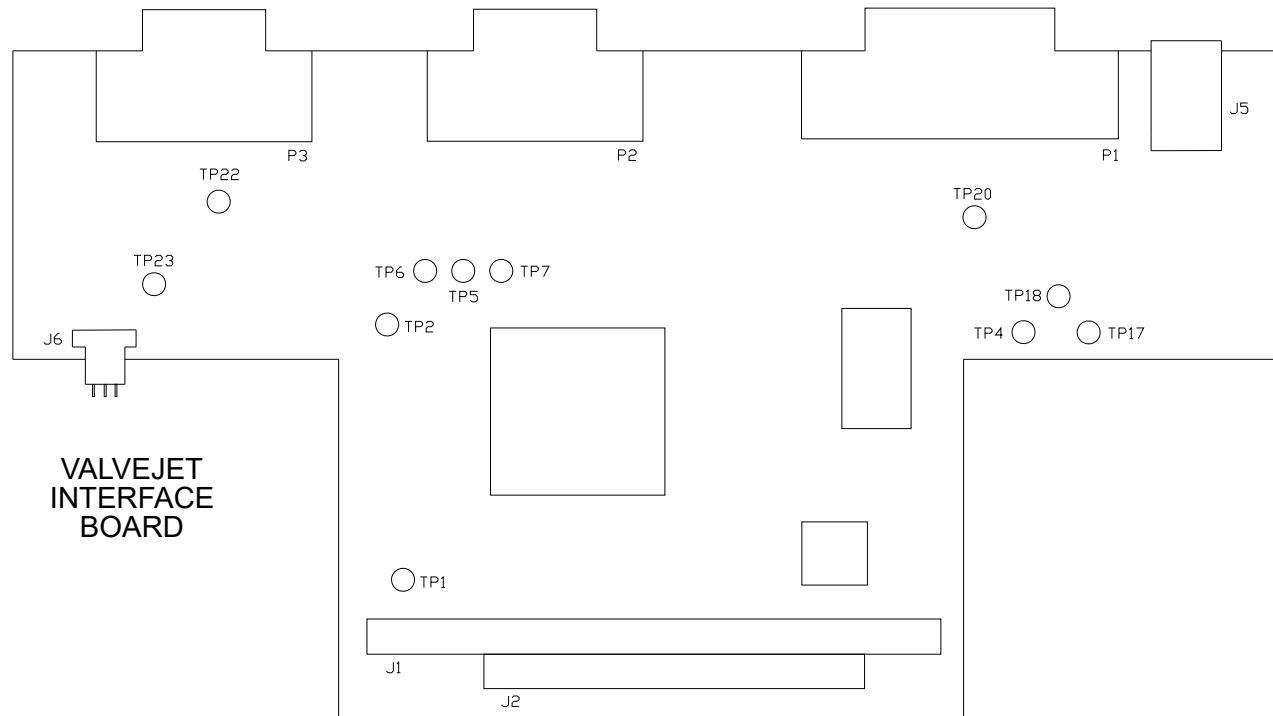 J5
P3
P2
P1
TP22
TP20
TP23
TP6
TP7
TP5
TP18
TP2
TP4
TP17
J6
VALVEJET
INTERFACE
BOARD
TP1
J1
J2